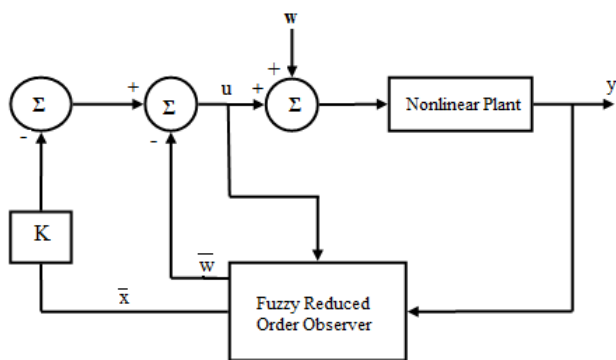 w
+
+
u
+
y
Σ
Σ
Σ
Nonlinear Plant
-
-
K
w̅
x̅
Fuzzy Reduced
Order Observer